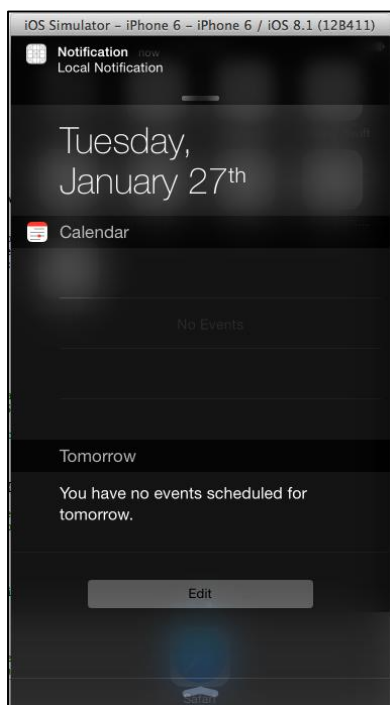 iOS Simulator - iPhone 6 - iPhone 6 / iOS 8.1 (12B411)
Notification now
Local Notification
Tuesday,
January 27th
Calendar
No Events
Tomorrow
You have no events scheduled for
tomorrow.
Edit
Safari